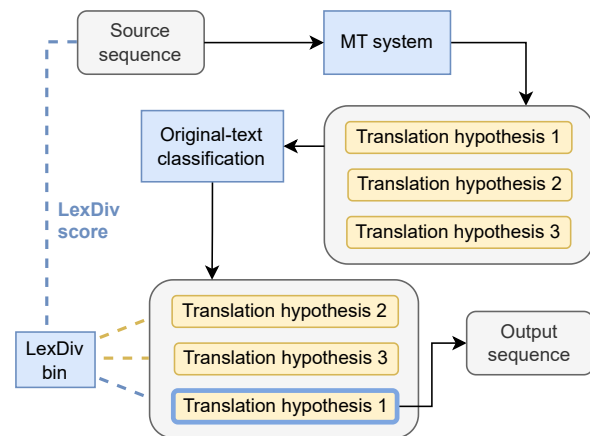 Source
sequence
MT system
Original-text
classification
Translation hypothesis 1
Translation hypothesis 2
Translation hypothesis 3
LexDiv
score
Translation hypothesis 2
Translation hypothesis 3
Translation hypothesis 1
LexDiv
bin
Output
sequence